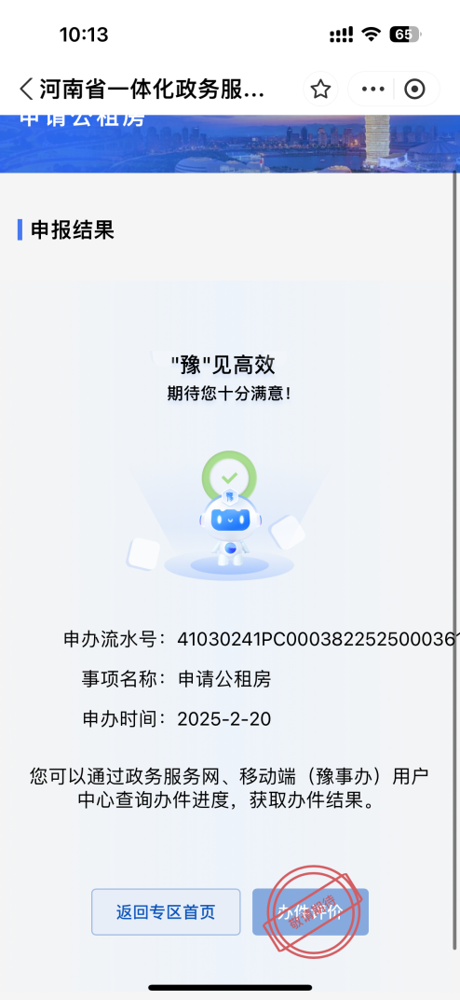 10:13
65
河南省一体化政务服...
申请公租房
申报结果
"豫"见高效
期待您十分满意！
申办流水号：41030241PC000382252500036
事项名称：申请公租房
申办时间：2025-2-20
您可以通过政务服务网、移动端（豫事办）用户
中心查询办件进度，获取办件结果。
返回专区首页
办件评价
敬请期待